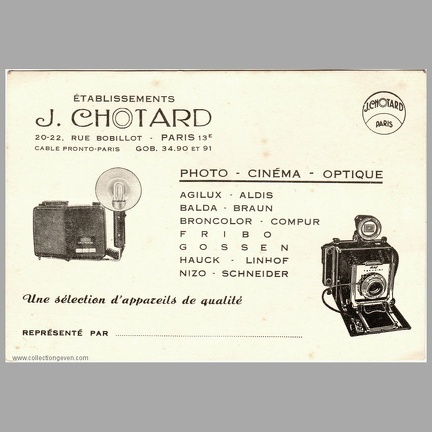 ÉTABLISSEMENTS
J. CHOTARD
20-22, RUE BOBILLOT - PARIS 13E
CABLE PRONTO-PARIS GOB. 34.90 ET 91
J. CHOTARD
PARIS
PHOTO - CINÉMA - OPTIQUE
AGILUX - ALDIS
BALDA - BRAUN
BRONCOLOR - COMPUR
FRIBO
GOSSEN
HAUCK - LINHOF
NIZO - SCHNEIDER
Une sélection d'appareils de qualité
REPRÉSENTÉ PAR
www.collectiongeven.com